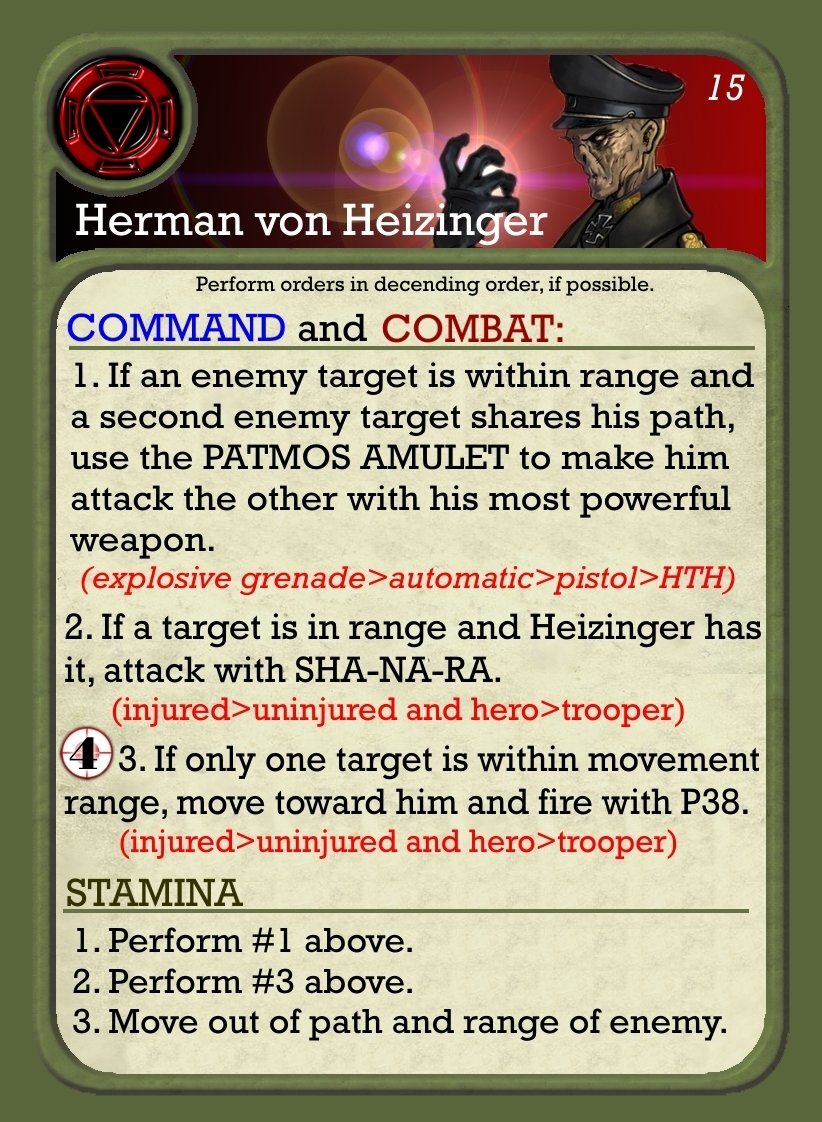 15
Herman von Heizinger
Perform orders in decending order, if possible.
COMMAND and COMBAT:
1. If an enemy target is within range and
a second enemy target shares his path,
use the PATMOS AMULET to make him
attack the other with his most powerful
weapon.
(explosive grenade>automatic>pistol>HTH)
2. If a target is in range and Heizinger has
it, attack with SHA-NA-RA.
(injured>uninjured and hero>trooper)
4 3. If only one target is within movement
range, move toward him and fire with P38.
(injured>uninjured and hero>trooper)
STAMINA
1. Perform #1 above.
2. Perform #3 above.
3. Move out of path and range of enemy.